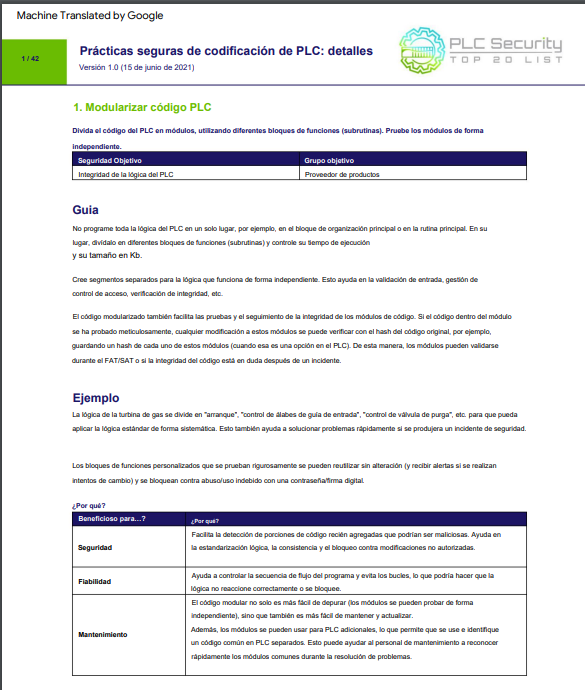 Machine Translated by Google
1 / 42
Prácticas seguras de codificación de PLC: detalles
Versión 1.0 (15 de junio de 2021)
PLC Security
TOP 20 LIST
1. Modularizar código PLC
Divida el código del PLC en módulos, utilizando diferentes bloques de funciones (subrutinas). Pruebe los módulos de forma
independiente.
Seguridad Objetivo Grupo objetivo
Integridad de la lógica del PLC Proveedor de productos
Guia
No programe toda la lógica del PLC en un solo lugar, por ejemplo, en el bloque de organización principal o en la rutina principal. En su
lugar, divídalo en diferentes bloques de funciones (subrutinas) y controle su tiempo de ejecución
y su tamaño en Kb.
Cree segmentos separados para la lógica que funciona de forma independiente. Esto ayuda en la validación de entrada, gestión de
control de acceso, verificación de integridad, etc.
El código modularizado también facilita las pruebas y el seguimiento de la integridad de los módulos de código. Si el código dentro del módulo
se ha probado meticulosamente, cualquier modificación a estos módulos se puede verificar con el hash del código original, por ejemplo,
guardando un hash de cada uno de estos módulos (cuando esa es una opción en el PLC). De esta manera, los módulos pueden validarse
durante el FAT/SAT o si la integridad del código está en duda después de un incidente.
Ejemplo
La lógica de la turbina de gas se divide en "arranque", "control de álabes de guía de entrada", "control de válvula de purga", etc. para que pueda
aplicar la lógica estándar de forma sistemática. Esto también ayuda a solucionar problemas rápidamente si se produjera un incidente de seguridad.
Los bloques de funciones personalizados que se prueban rigurosamente se pueden reutilizar sin alteración (y recibir alertas si se realizan
intentos de cambio) y se bloquean contra abuso/uso indebido con una contraseña/firma digital.
¿Por qué?
Beneficioso para...? ¿Por qué?
Facilita la detección de porciones de código recién agregadas que podrían ser maliciosas. Ayuda en
Seguridad la estandarización lógica, la consistencia y el bloqueo contra modificaciones no autorizadas.
Fiabilidad Ayuda a controlar la secuencia de flujo del programa y evita los bucles, lo que podría hacer que la
lógica no reaccione correctamente o se bloquee.
El código modular no solo es más fácil de depurar (los módulos se pueden probar de forma
independiente), sino que también es más fácil de mantener y actualizar.
Mantenimiento Además, los módulos se pueden usar para PLC adicionales, lo que permite que se use e identifique
un código común en PLC separados. Esto puede ayudar al personal de mantenimiento a reconocer
rápidamente los módulos comunes durante la resolución de problemas.